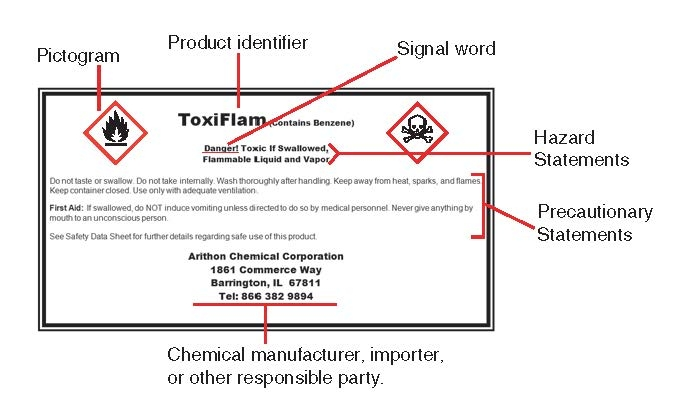 Product identifier
Signal word
Pictogram
ToxiFlam (Contains Benzene)
Danger! Toxic If Swallowed,
Flammable Liquid and Vapor
Hazard
Statements
Do not taste or swallow. Do not take internally. Wash thoroughly after handling. Keep away from heat, sparks, and flames.
Keep container closed. Use only with adequate ventilation.
First Aid: If swallowed, do NOT induce vomiting unless directed to do so by medical personnel. Never give anything by
mouth to an unconscious person.
Precautionary
Statements
See Safety Data Sheet for further details regarding safe use of this product.
Arithon Chemical Corporation
1861 Commerce Way
Barrington, IL 67811
Tel: 866 382 9894
Chemical manufacturer, importer,
or other responsible party.